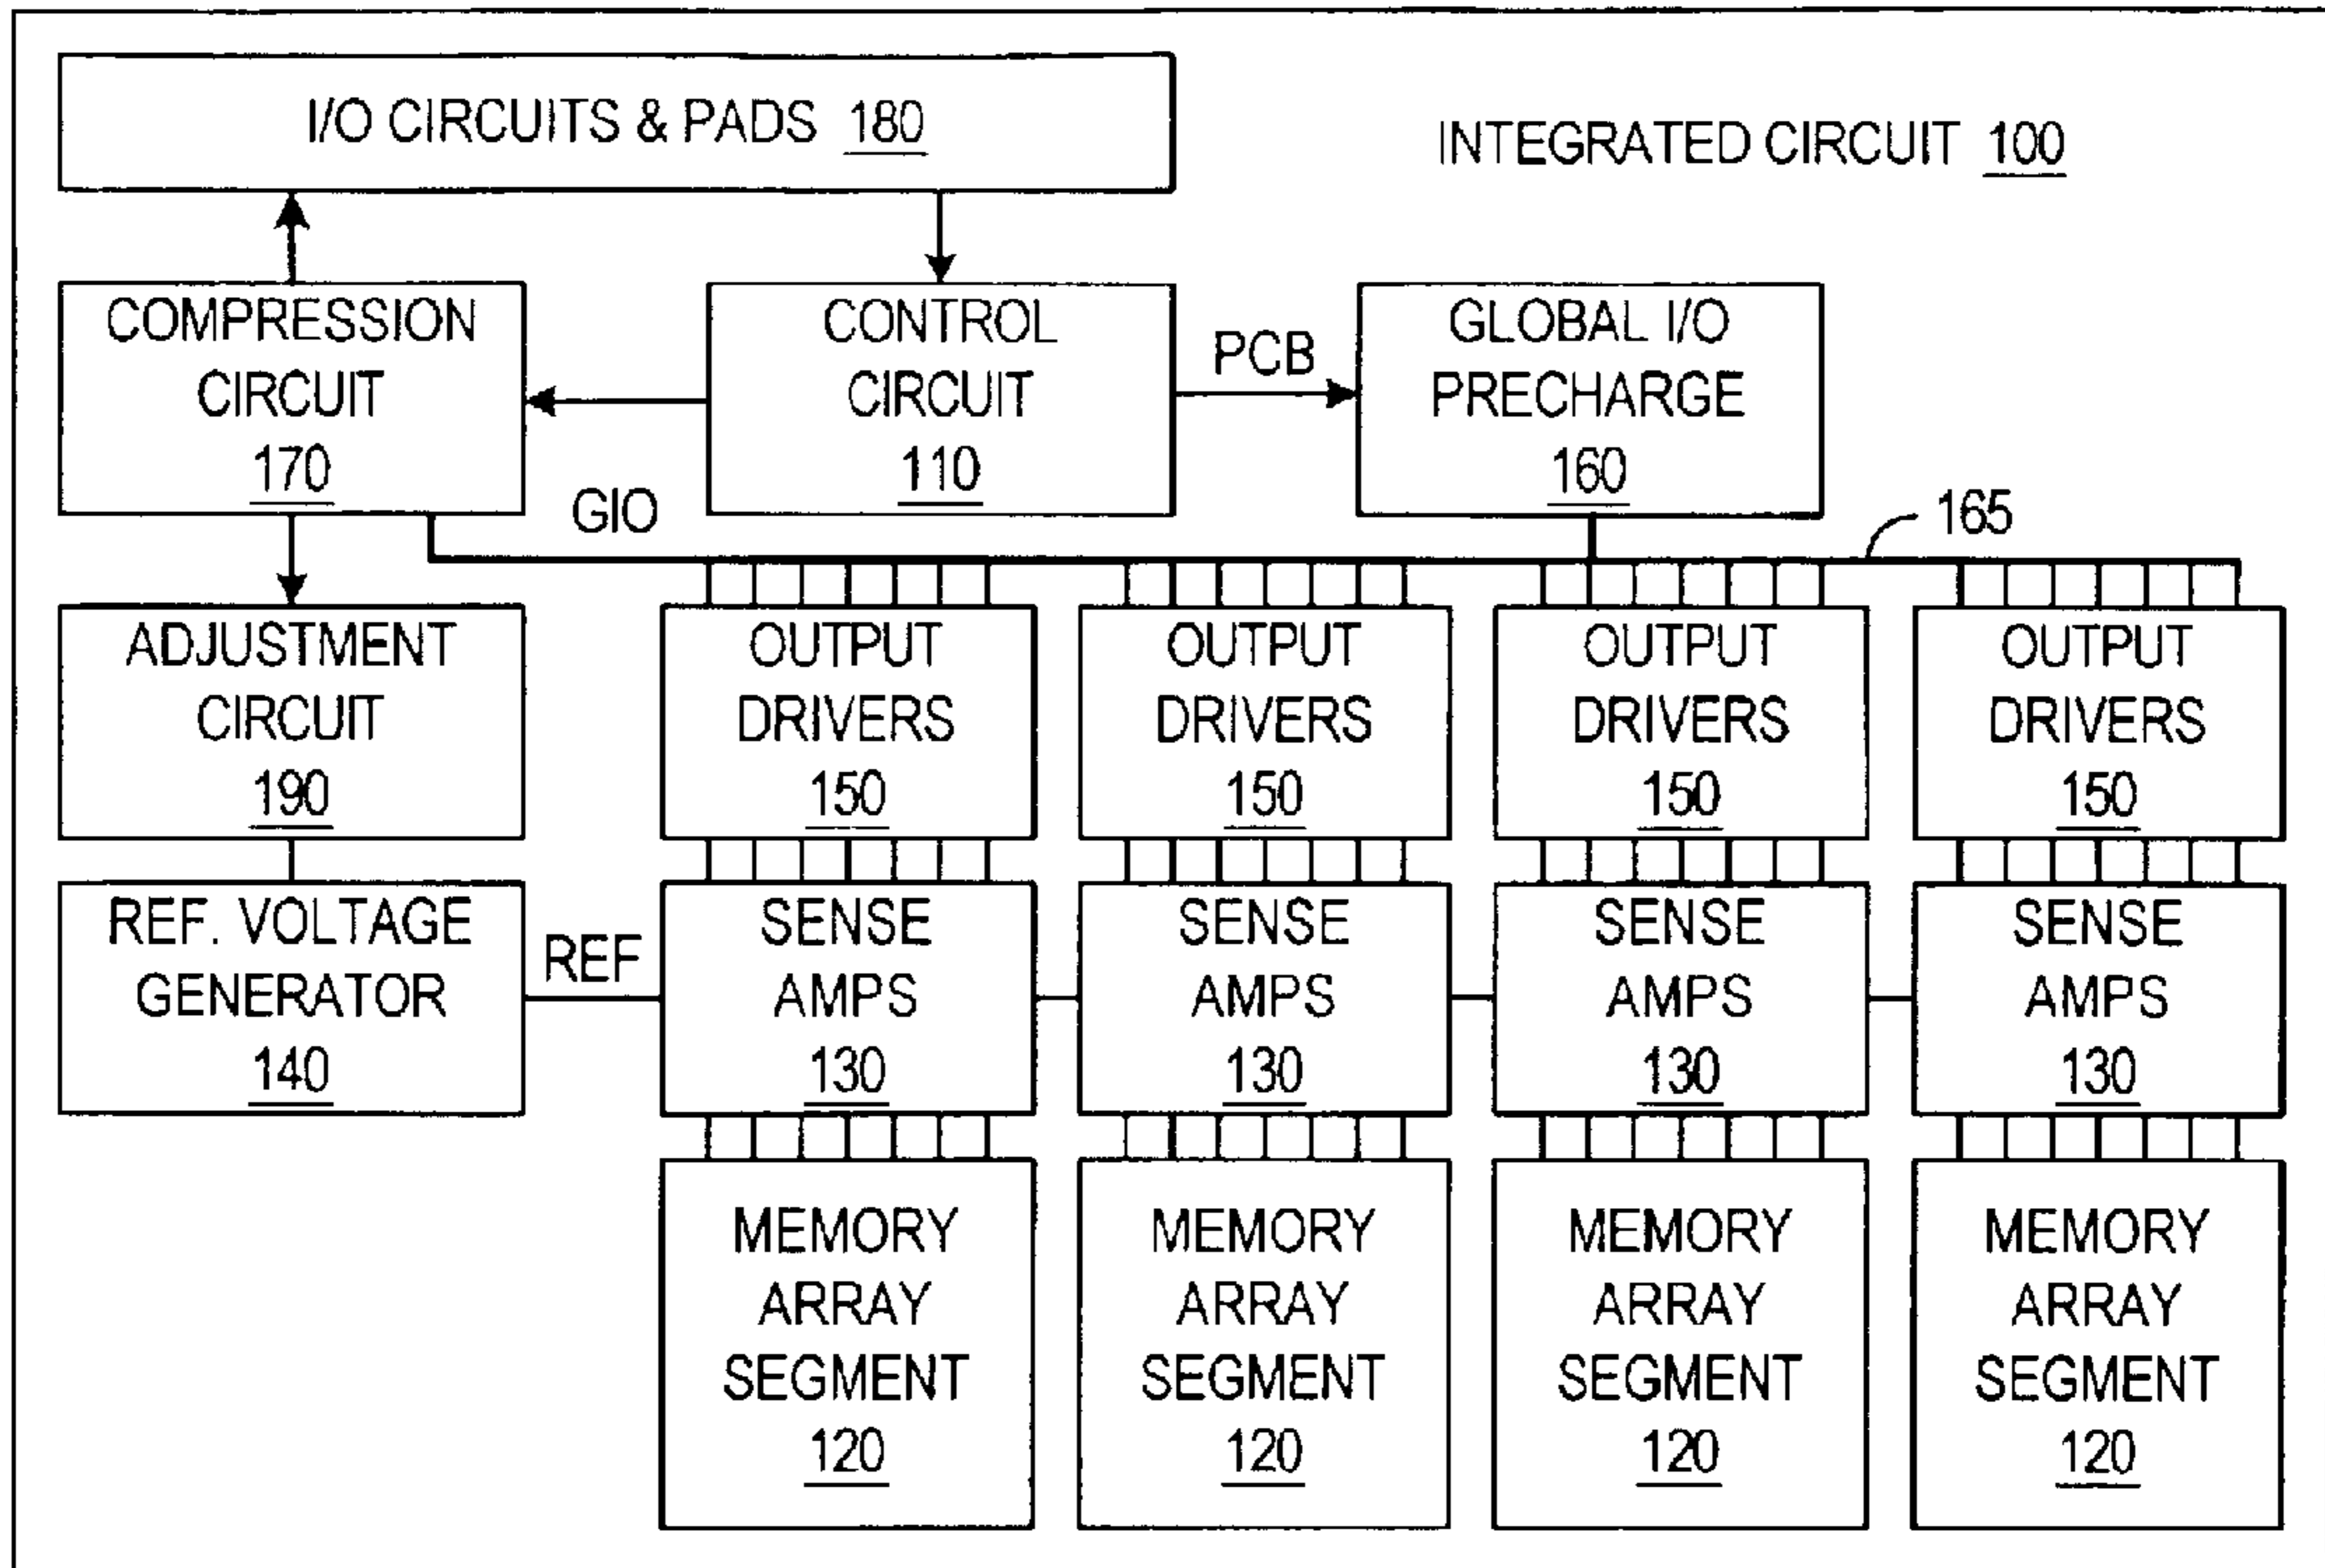 I/O CIRCUITS & PADS 180
INTEGRATED CIRCUIT 100
COMPRESSION
CIRCUIT
170
CONTROL
CIRCUIT
110
PCB
GLOBAL I/O
PRECHARGE
160
GIO
165
ADJUSTMENT
CIRCUIT
190
OUTPUT
DRIVERS
150
OUTPUT
DRIVERS
150
OUTPUT
DRIVERS
150
OUTPUT
DRIVERS
150
REF. VOLTAGE
GENERATOR
140
REF
SENSE
AMPS
130
SENSE
AMPS
130
SENSE
AMPS
130
SENSE
AMPS
130
MEMORY
ARRAY
SEGMENT
120
MEMORY
ARRAY
SEGMENT
120
MEMORY
ARRAY
SEGMENT
120
MEMORY
ARRAY
SEGMENT
120